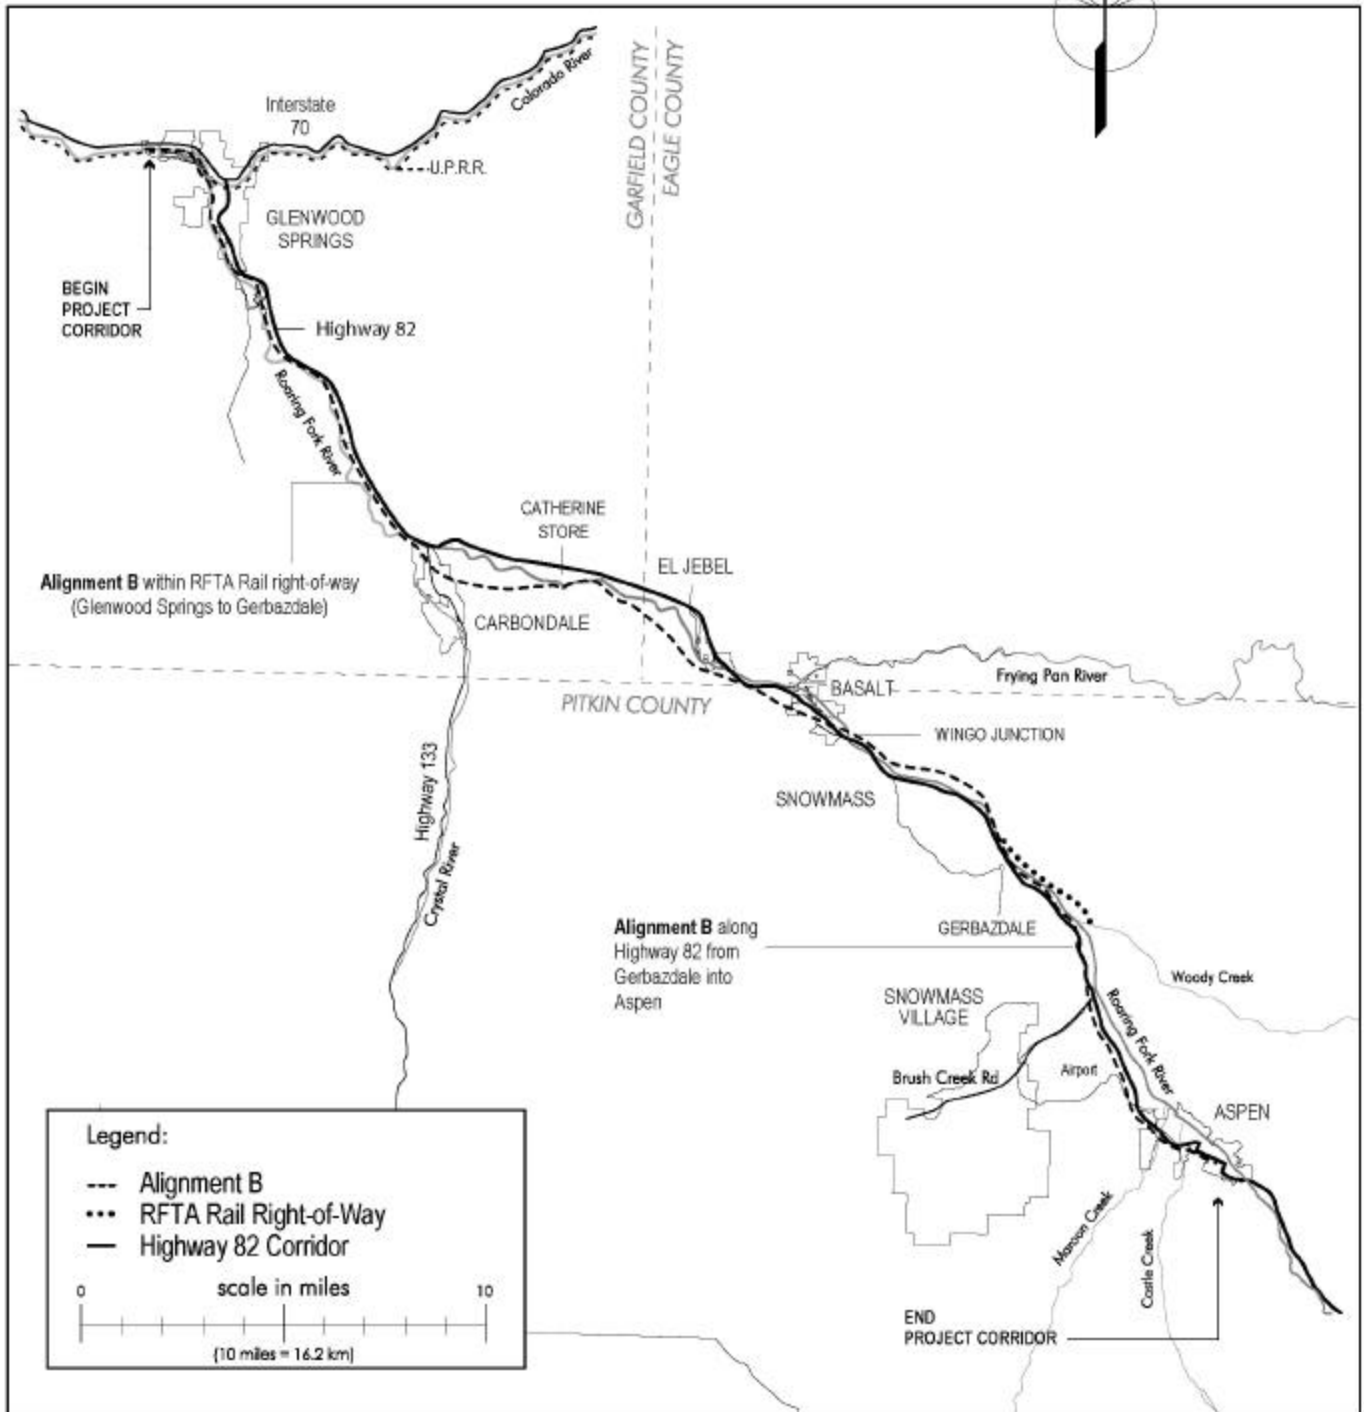 Colorado River
GARFIELD COUNTY
EAGLE COUNTY
Interstate
70
U.P.R.R.
GLENWOOD
SPRINGS
BEGIN
PROJECT
CORRIDOR
Highway 82
Roaring Fork River
CATHERINE
STORE
EL JEBEL
Alignment B within RFTA Rail right-of-way
(Glenwood Springs to Gerbazdale)
CARBONDALE
Frying Pan River
BASALT
PITKIN COUNTY
WINGO JUNCTION
SNOWMASS
Highway 133
Crystal River
Alignment B along
Highway 82 from
Gerbazdale into
Aspen
GERBAZDALE
Woody Creek
SNOWMASS
VILLAGE
Roaring Fork River
Brush Creek Rd
Airport
ASPEN
Maroon Creek
Castle Creek
END
PROJECT CORRIDOR
Legend:
Alignment B
RFTA Rail Right-of-Way
Highway 82 Corridor
scale in miles
0 10
(10 miles = 16.2 km)